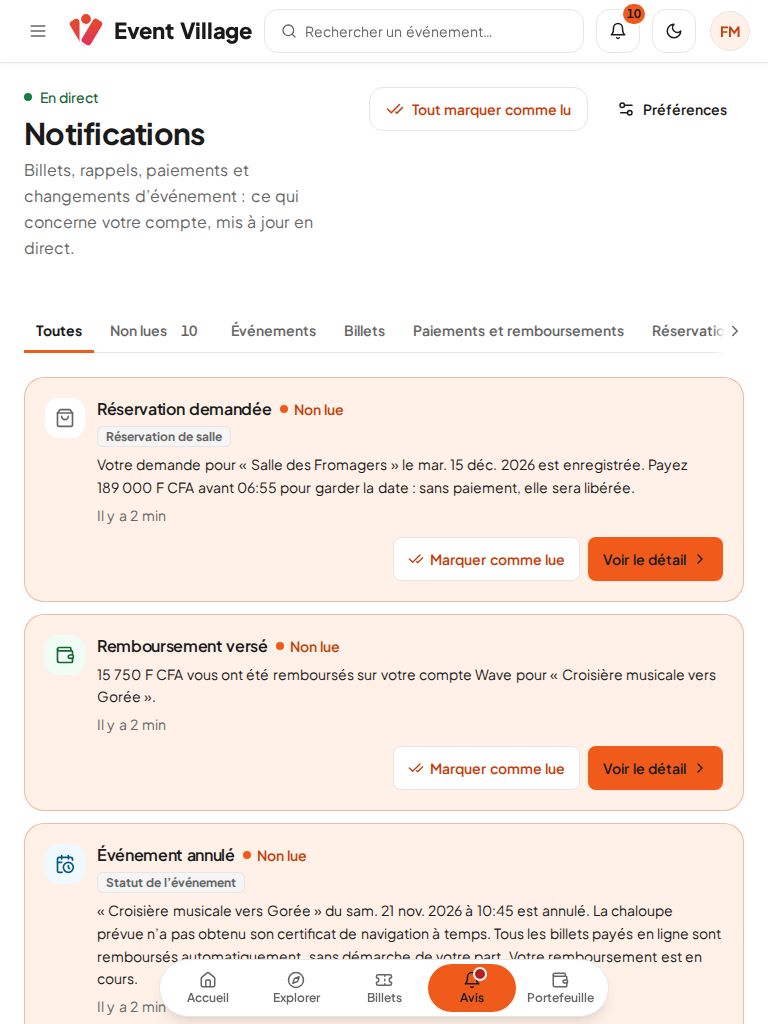 Event Village
Rechercher un événement…
10
FM
En direct
Notifications
Billets, rappels, paiements et
changements d’événement : ce qui
concerne votre compte, mis à jour en
direct.
Tout marquer comme lu
Préférences
Toutes
Non lues 10
Événements
Billets
Paiements et remboursements
Réservatio
Réservation demandée
Non lue
Réservation de salle
Votre demande pour « Salle des Fromagers » le mar. 15 déc. 2026 est enregistrée. Payez
189 000 F CFA avant 06:55 pour garder la date : sans paiement, elle sera libérée.
Il y a 2 min
Marquer comme lue
Voir le détail
Remboursement versé
Non lue
15 750 F CFA vous ont été remboursés sur votre compte Wave pour « Croisière musicale vers
Gorée ».
Il y a 2 min
Marquer comme lue
Voir le détail
Événement annulé
Non lue
Statut de l’événement
« Croisière musicale vers Gorée » du sam. 21 nov. 2026 à 10:45 est annulé. La chaloupe
prévue n’a pas obtenu son certificat de navigation à temps. Tous les billets payés en ligne sont
remboursés automatiquement, sans démarche de votre part. Votre remboursement est en
cours.
Il y a 2 min
Accueil
Explorer
Billets
Avis
Portefeuille